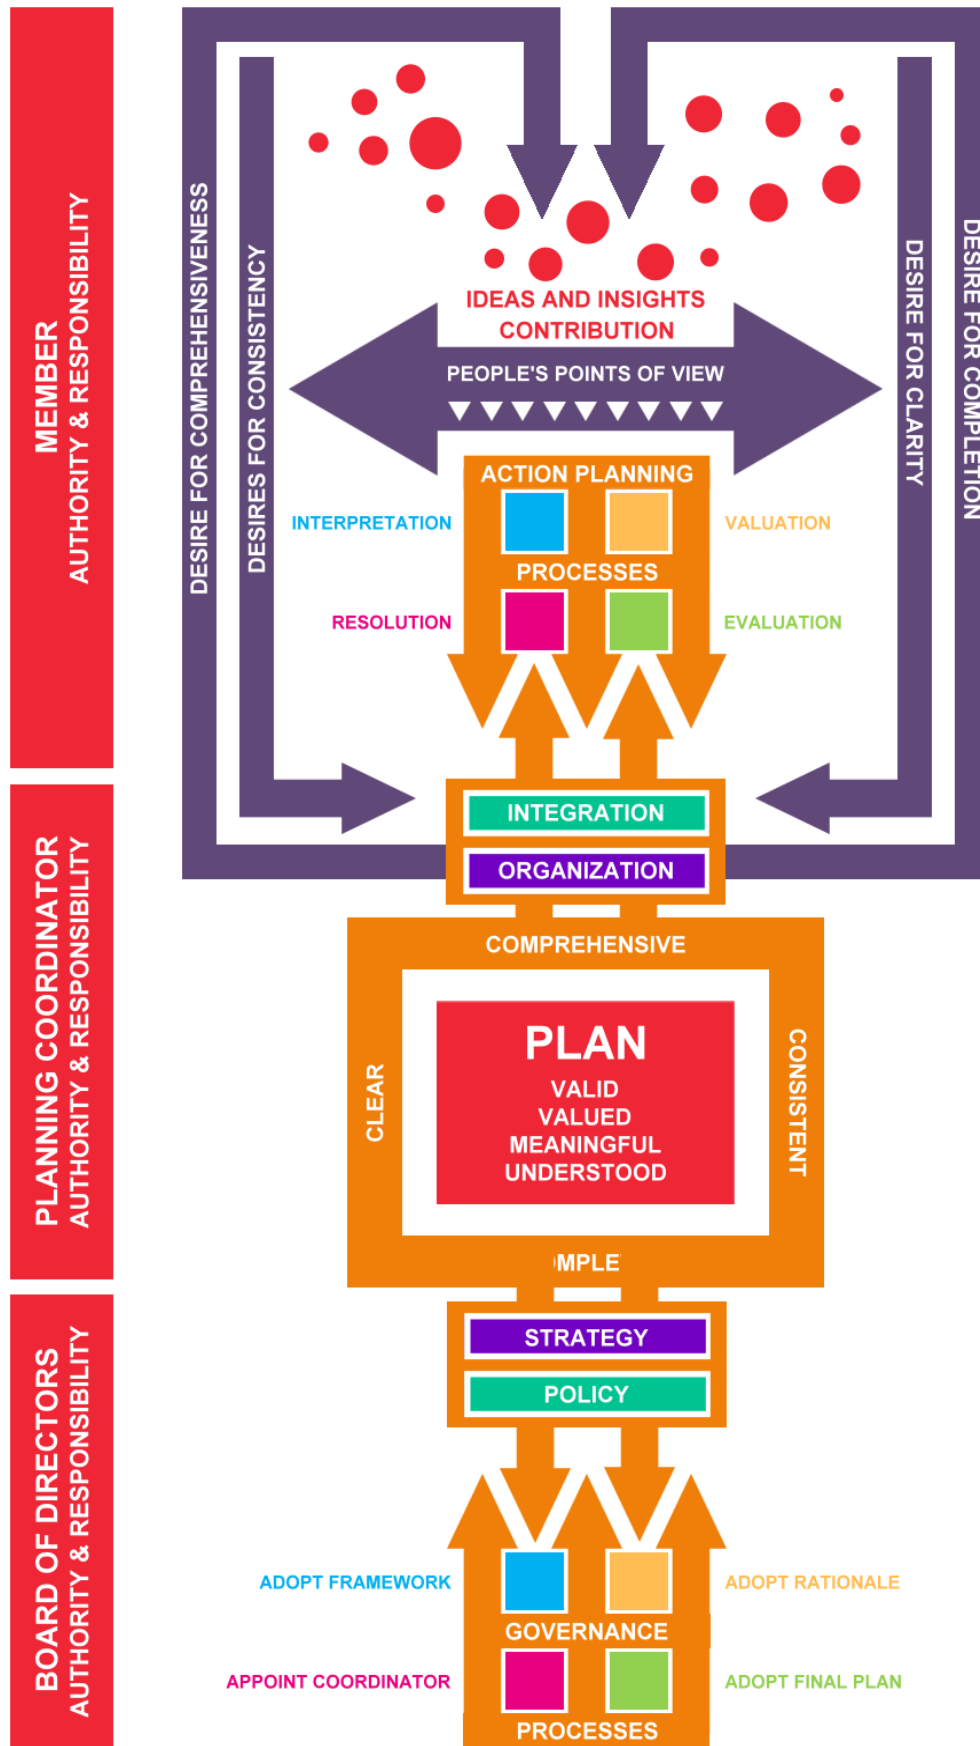 MEMBER
AUTHORITY & RESPONSIBILITY
DESIRE FOR COMPREHENSIVENESS
DESIRES FOR CONSISTENCY
IDEAS AND INSIGHTS
CONTRIBUTION
PEOPLE'S POINTS OF VIEW
DESIRE FOR CLARITY
DESIRE FOR COMPLETION
ACTION PLANNING
INTERPRETATION
VALUATION
PROCESSES
RESOLUTION
EVALUATION
PLANNING COORDINATOR
AUTHORITY & RESPONSIBILITY
INTEGRATION
ORGANIZATION
COMPREHENSIVE
CLEAR
PLAN
VALID
VALUED
MEANINGFUL
UNDERSTOOD
CONSISTENT
BOARD OF DIRECTORS
AUTHORITY & RESPONSIBILITY
STRATEGY
POLICY
ADOPT FRAMEWORK
ADOPT RATIONALE
GOVERNANCE
APPOINT COORDINATOR
ADOPT FINAL PLAN
PROCESSES